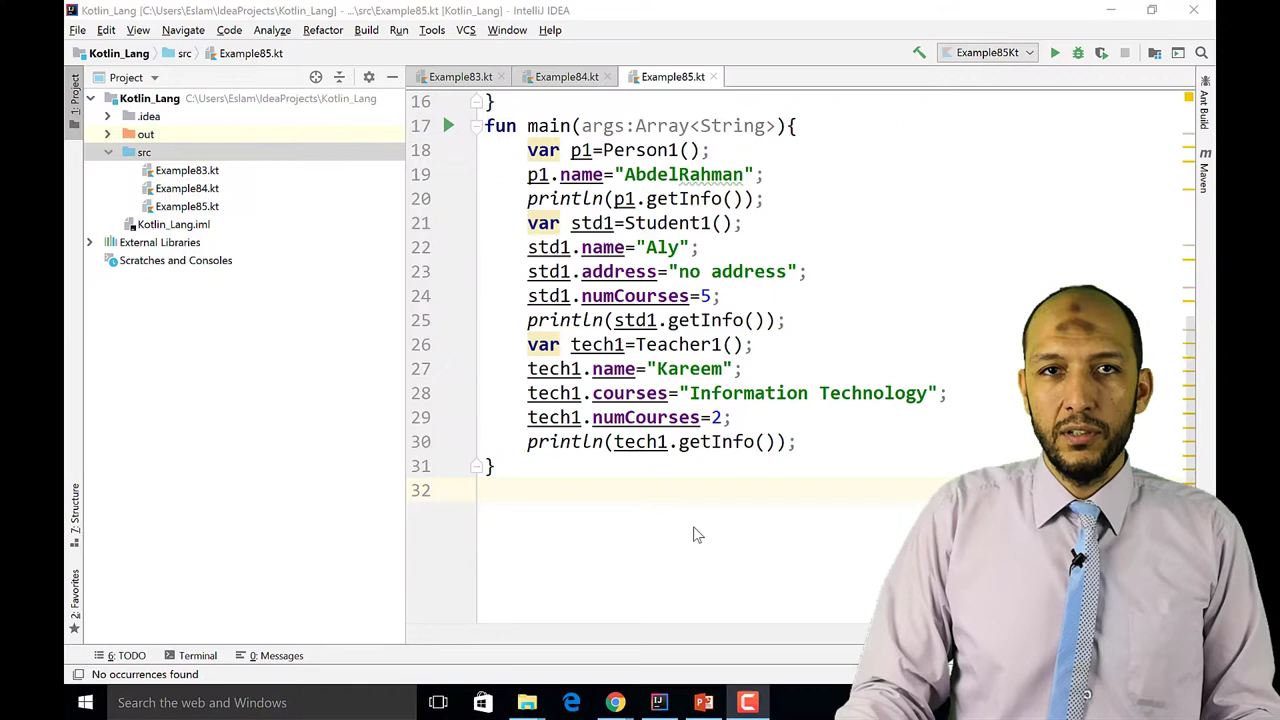 Kotlin_Lang [C:\Users\Eslam\IdeaProjects\Kotlin_Lang] - ...\src\Example85.kt [Kotlin_Lang] - IntelliJ IDEA
File Edit View Navigate Code Analyze Refactor Build Run Tools VCS Window Help
Kotlin_Lang src Example85.kt Example85Kt
Project Example83.kt Example84.kt Example85.kt
1: Project
Ant Build
Maven
7: Structure
2: Favorites
Kotlin_Lang C:\Users\Eslam\IdeaProjects\Kotlin_Lang
.idea
out
src
Example83.kt
Example84.kt
Example85.kt
Kotlin_Lang.iml
External Libraries
Scratches and Consoles
16 }
17 fun main(args:Array<String>){
18 var p1=Person1();
19 p1.name="AbdelRahman";
20 println(p1.getInfo());
21 var std1=Student1();
22 std1.name="Aly";
23 std1.address="no address";
24 std1.numCourses=5;
25 println(std1.getInfo());
26 var tech1=Teacher1();
27 tech1.name="Kareem";
28 tech1.courses="Information Technology";
29 tech1.numCourses=2;
30 println(tech1.getInfo());
31 }
32
6: TODO Terminal 0: Messages
No occurrences found
Search the web and Windows